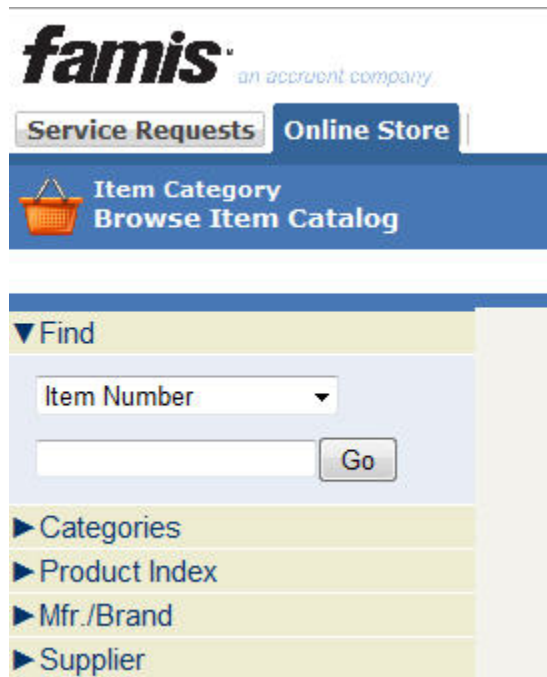 famis
an accruent company
Service Requests Online Store
Item Category
Browse Item Catalog
▼Find
Item Number
Go
►Categories
►Product Index
►Mfr./Brand
►Supplier